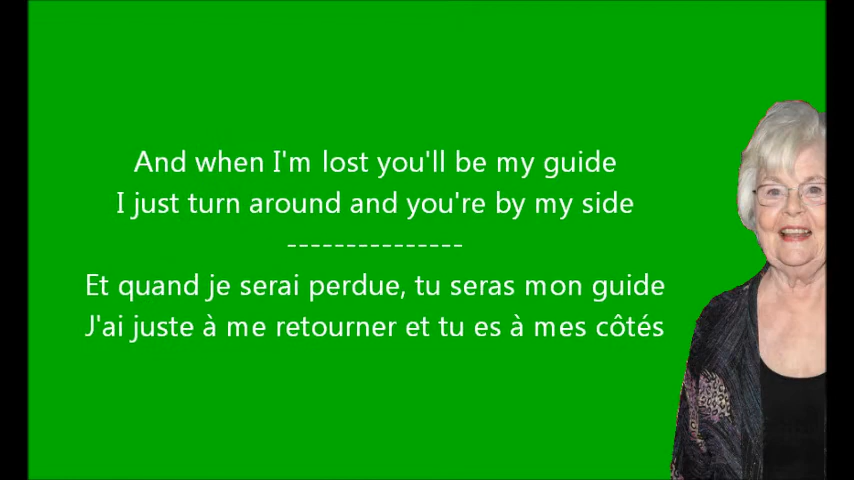 And when I'm lost you'll be my guide
I just turn around and you're by my side
---------------
Et quand je serai perdue, tu seras mon guide
J'ai juste à me retourner et tu es à mes côtés